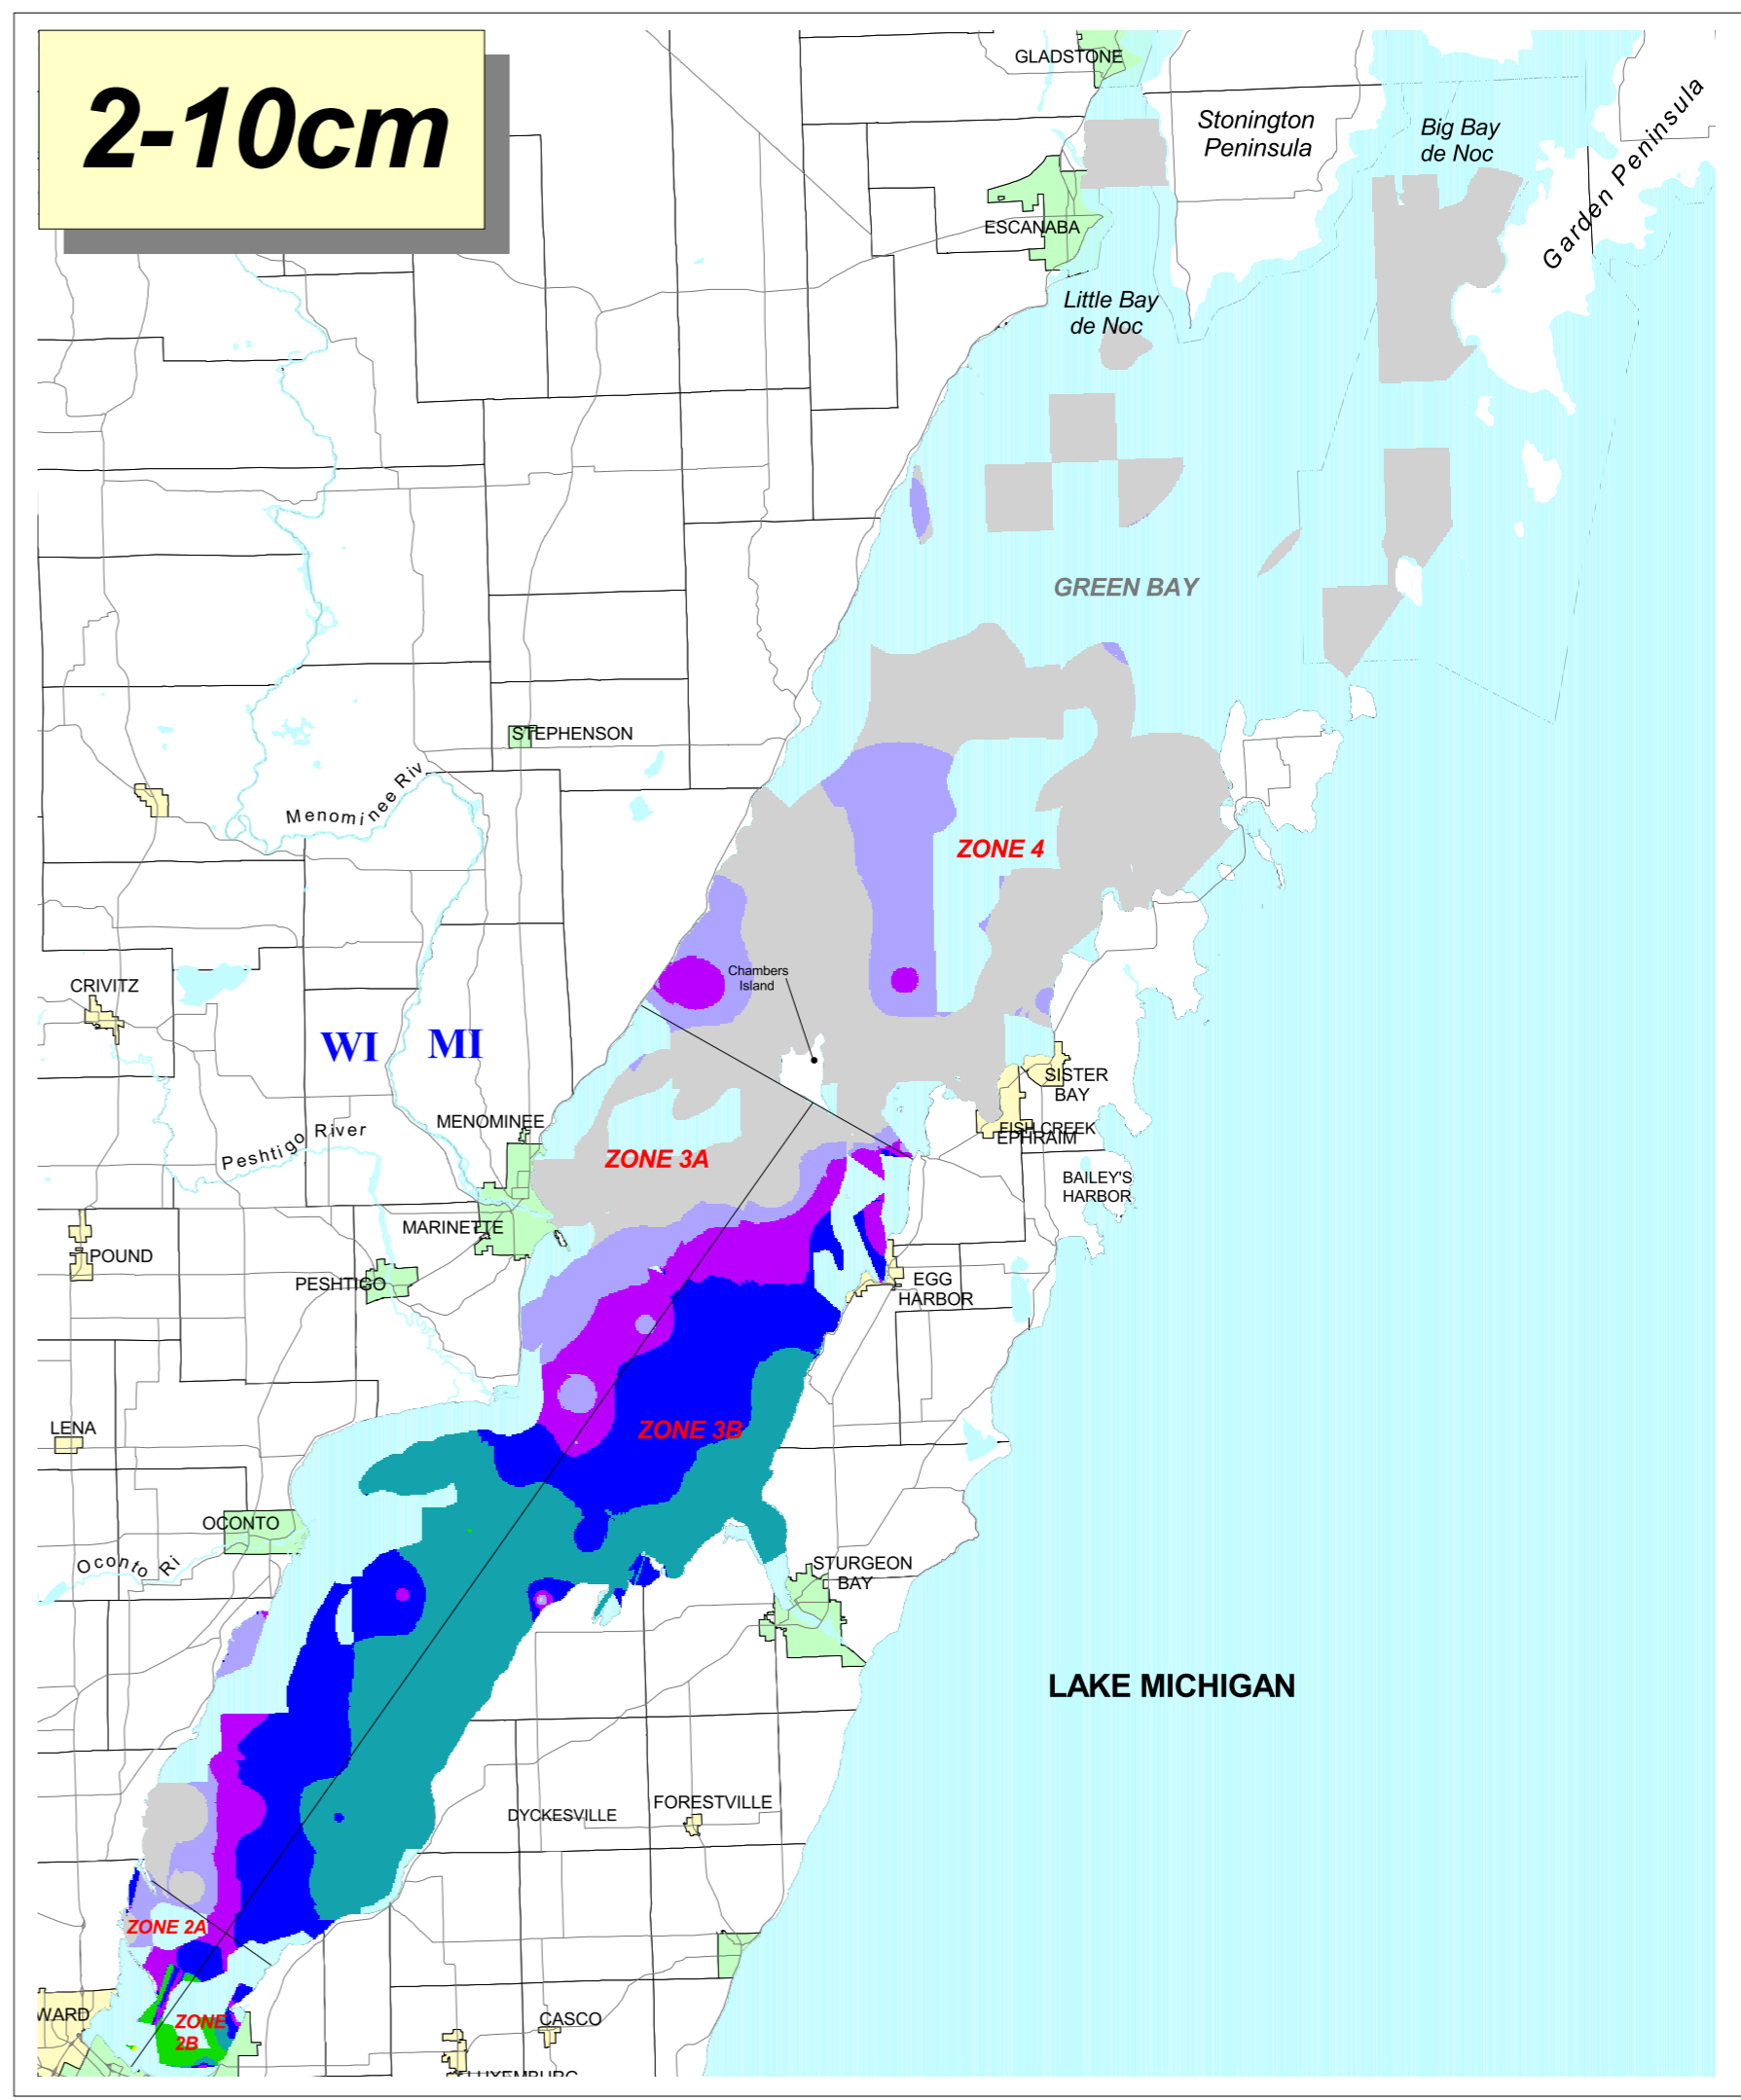 2-10cm
GLADSTONE
Stonington
Peninsula
Big Bay
de Noc
Garden Peninsula
ESCANABA
Little Bay
de Noc
GREEN BAY
STEPHENSON
Menominee Riv
ZONE 4
Chambers
Island
CRIVITZ
WI
MI
SISTER
BAY
FISH CREEK
EPHRAIM
MENOMINEE
Peshtigo River
ZONE 3A
BAILEY'S
HARBOR
MARINETTE
POUND
PESHTIGO
EGG
HARBOR
LENA
ZONE 3B
OCONTO
Oconto Ri
STURGEON
BAY
LAKE MICHIGAN
DYCKESVILLE
FORESTVILLE
ZONE 2A
WARD
ZONE
2B
CASCO
LUXEMBURG